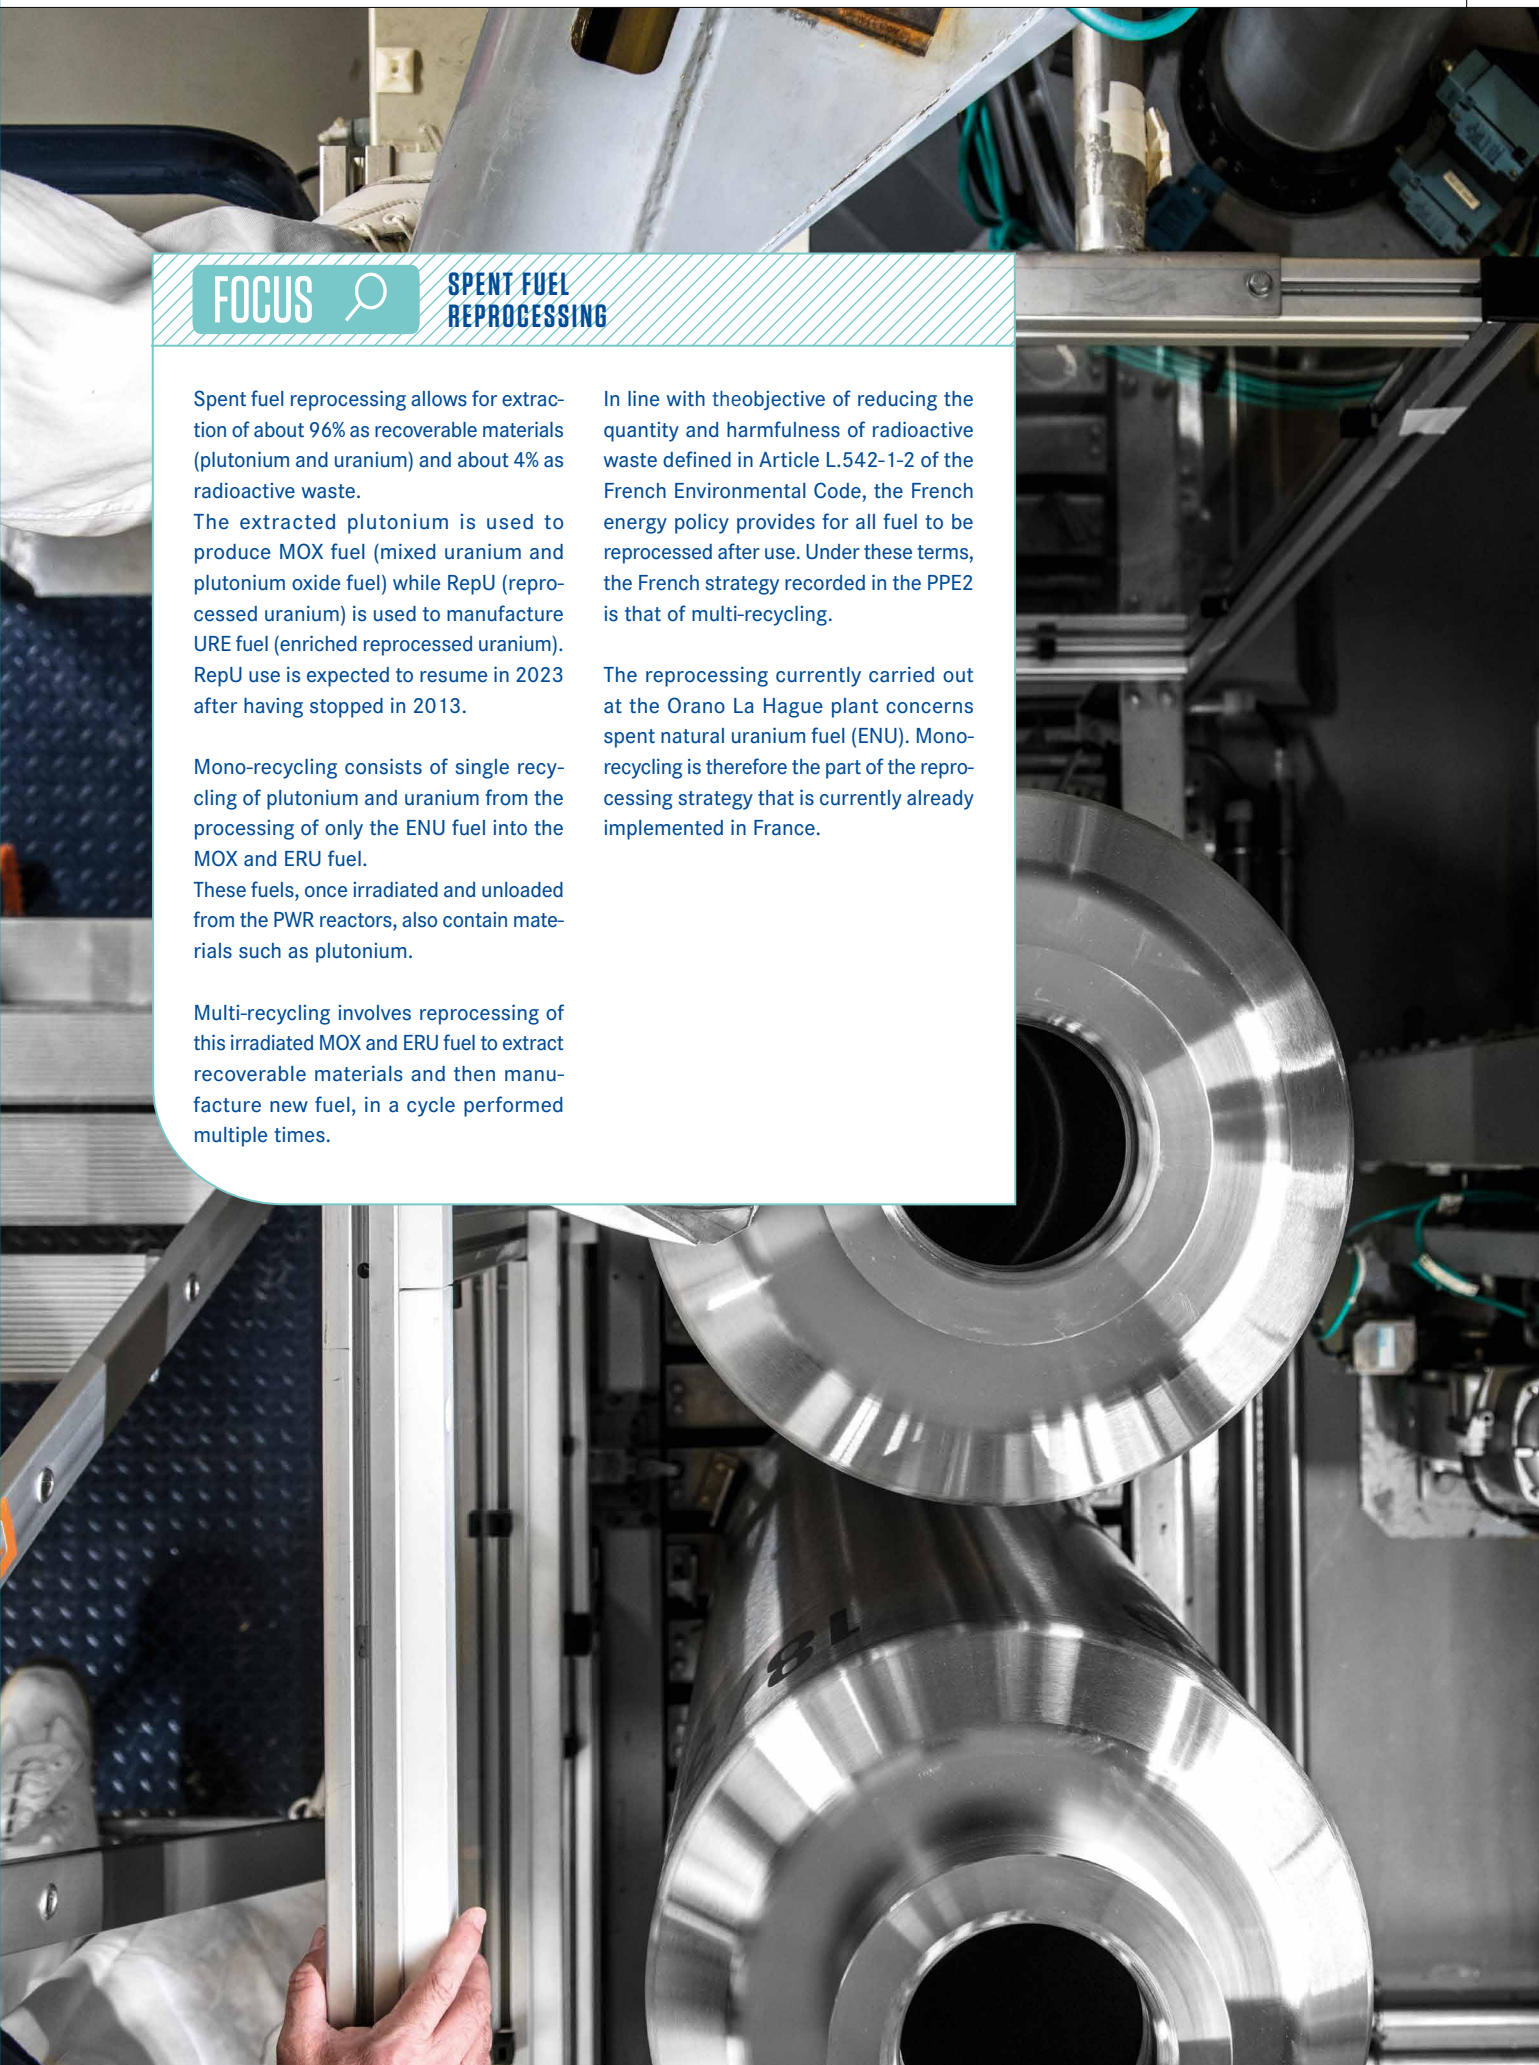 FOCUS
SPENT FUEL
REPROCESSING
Spent fuel reprocessing allows for extrac-
tion of about 96% as recoverable materials
(plutonium and uranium) and about 4% as
radioactive waste.
The extracted plutonium is used to
produce MOX fuel (mixed uranium and
plutonium oxide fuel) while RepU (repro-
cessed uranium) is used to manufacture
URE fuel (enriched reprocessed uranium).
RepU use is expected to resume in 2023
after having stopped in 2013.
Mono-recycling consists of single recy-
cling of plutonium and uranium from the
processing of only the ENU fuel into the
MOX and ERU fuel.
These fuels, once irradiated and unloaded
from the PWR reactors, also contain mate-
rials such as plutonium.
Multi-recycling involves reprocessing of
this irradiated MOX and ERU fuel to extract
recoverable materials and then manu-
facture new fuel, in a cycle performed
multiple times.
In line with theobjective of reducing the
quantity and harmfulness of radioactive
waste defined in Article L.542-1-2 of the
French Environmental Code, the French
energy policy provides for all fuel to be
reprocessed after use. Under these terms,
the French strategy recorded in the PPE2
is that of multi-recycling.
The reprocessing currently carried out
at the Orano La Hague plant concerns
spent natural uranium fuel (ENU). Mono-
recycling is therefore the part of the repro-
cessing strategy that is currently already
implemented in France.